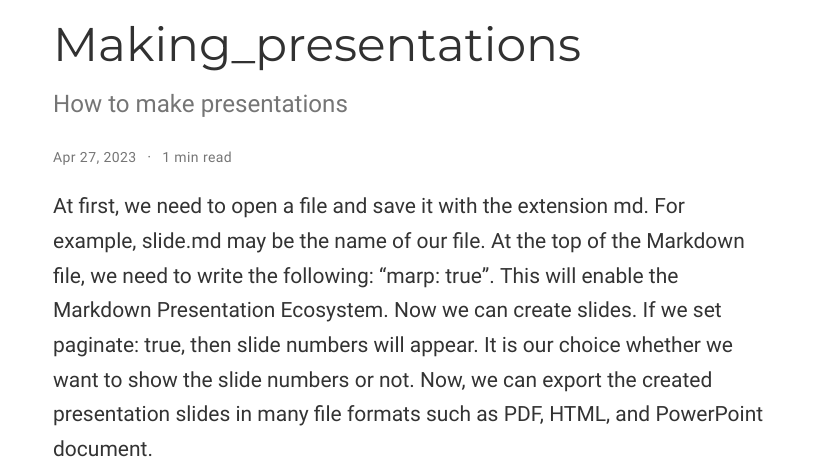 Making_presentations
How to make presentations
Apr 27, 2023 · 1 min read
At first, we need to open a file and save it with the extension md. For
example, slide.md may be the name of our file. At the top of the Markdown
file, we need to write the following: “marp: true”. This will enable the
Markdown Presentation Ecosystem. Now we can create slides. If we set
paginate: true, then slide numbers will appear. It is our choice whether we
want to show the slide numbers or not. Now, we can export the created
presentation slides in many file formats such as PDF, HTML, and PowerPoint
document.